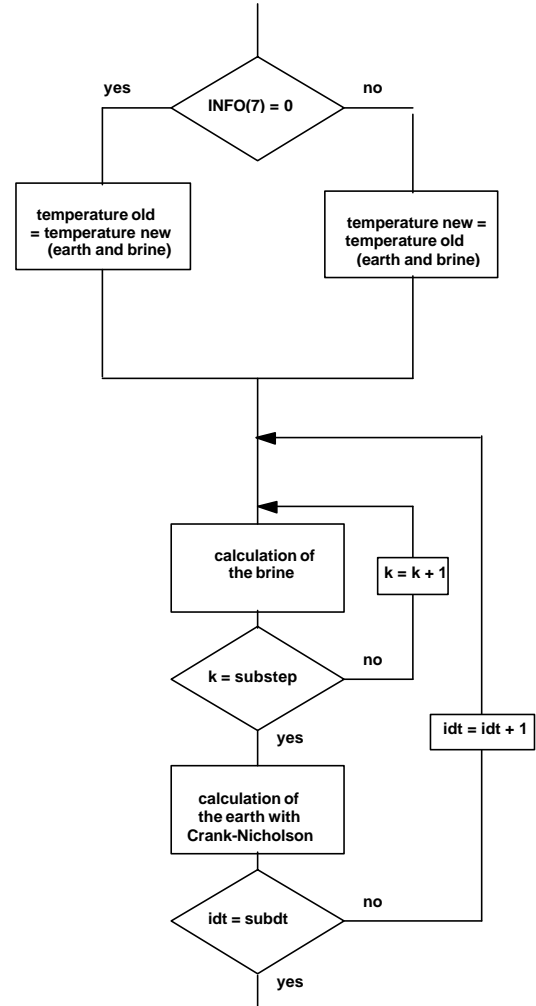 yes
no
INFO(7) = 0
temperature old
= temperature new
(earth and brine)
temperature new =
temperature old
(earth and brine)
calculation of
the brine
k = k + 1
k = substep
no
yes
idt = idt + 1
calculation of
the earth with
Crank-Nicholson
idt = subdt
no
yes